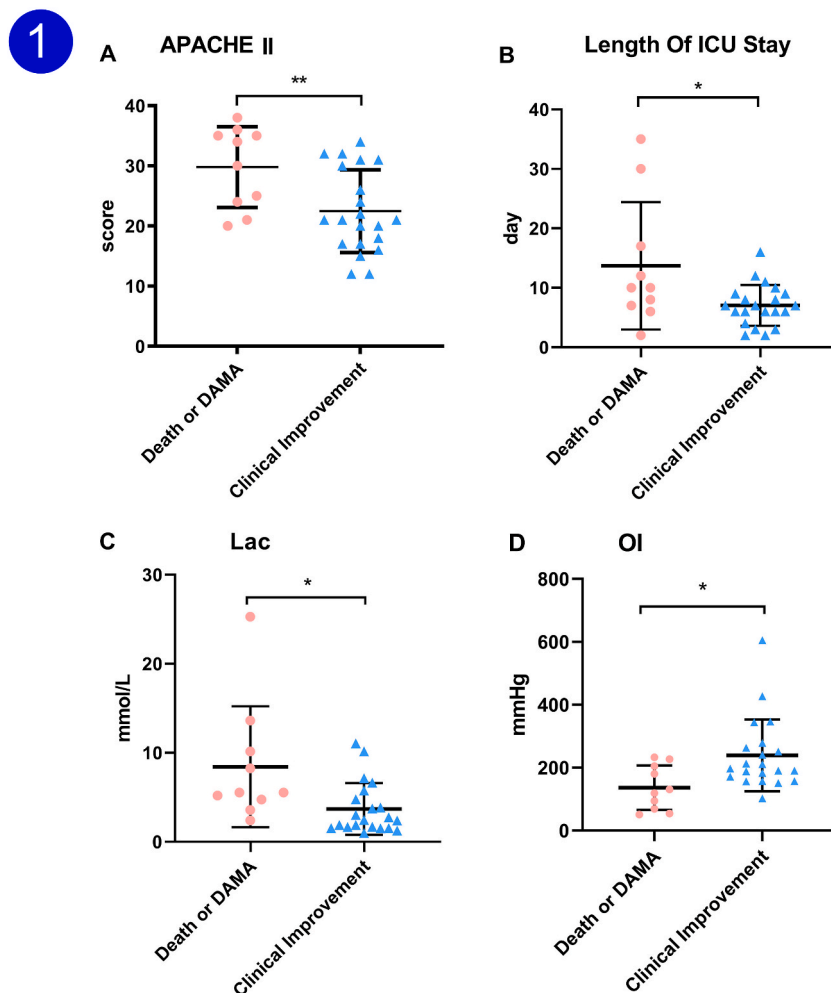 1
A APACHE II
**
40
30
20
10
0
score
Death or DAMA
Clinical Improvement
B Length Of ICU Stay
*
40
30
20
10
0
day
Death or DAMA
Clinical Improvement
C Lac
*
30
20
10
0
mmol/L
Death or DAMA
Clinical Improvement
D OI
*
800
600
400
200
0
mmHg
Death or DAMA
Clinical Improvement